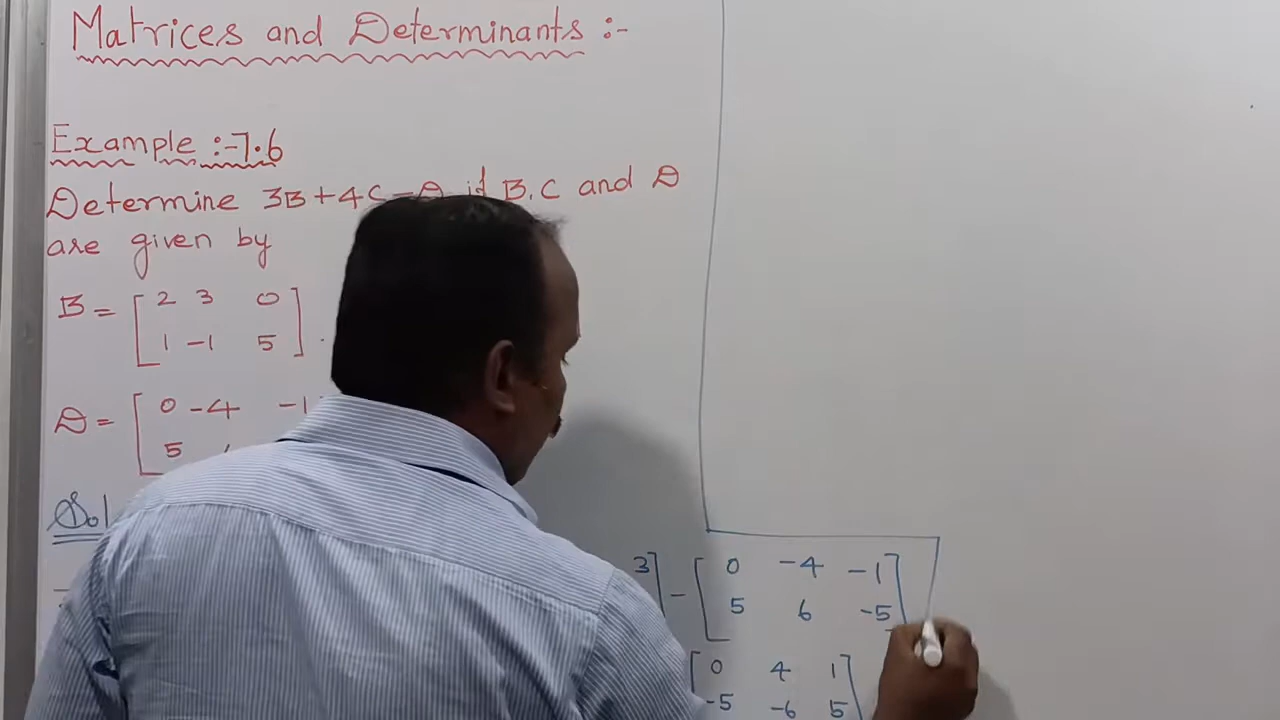 Matrices and Determinants :-
Example :- 7.6
Determine 3B+4C-D if B, C and D
are given by
B = [ 2 3 0
1 -1 5 ]
D = [ 0 -4 -1
5
Sol
3 ] - [ 0 -4 -1 ]
5 6 -5
[ 0 4 1 ]
-5 -6 5